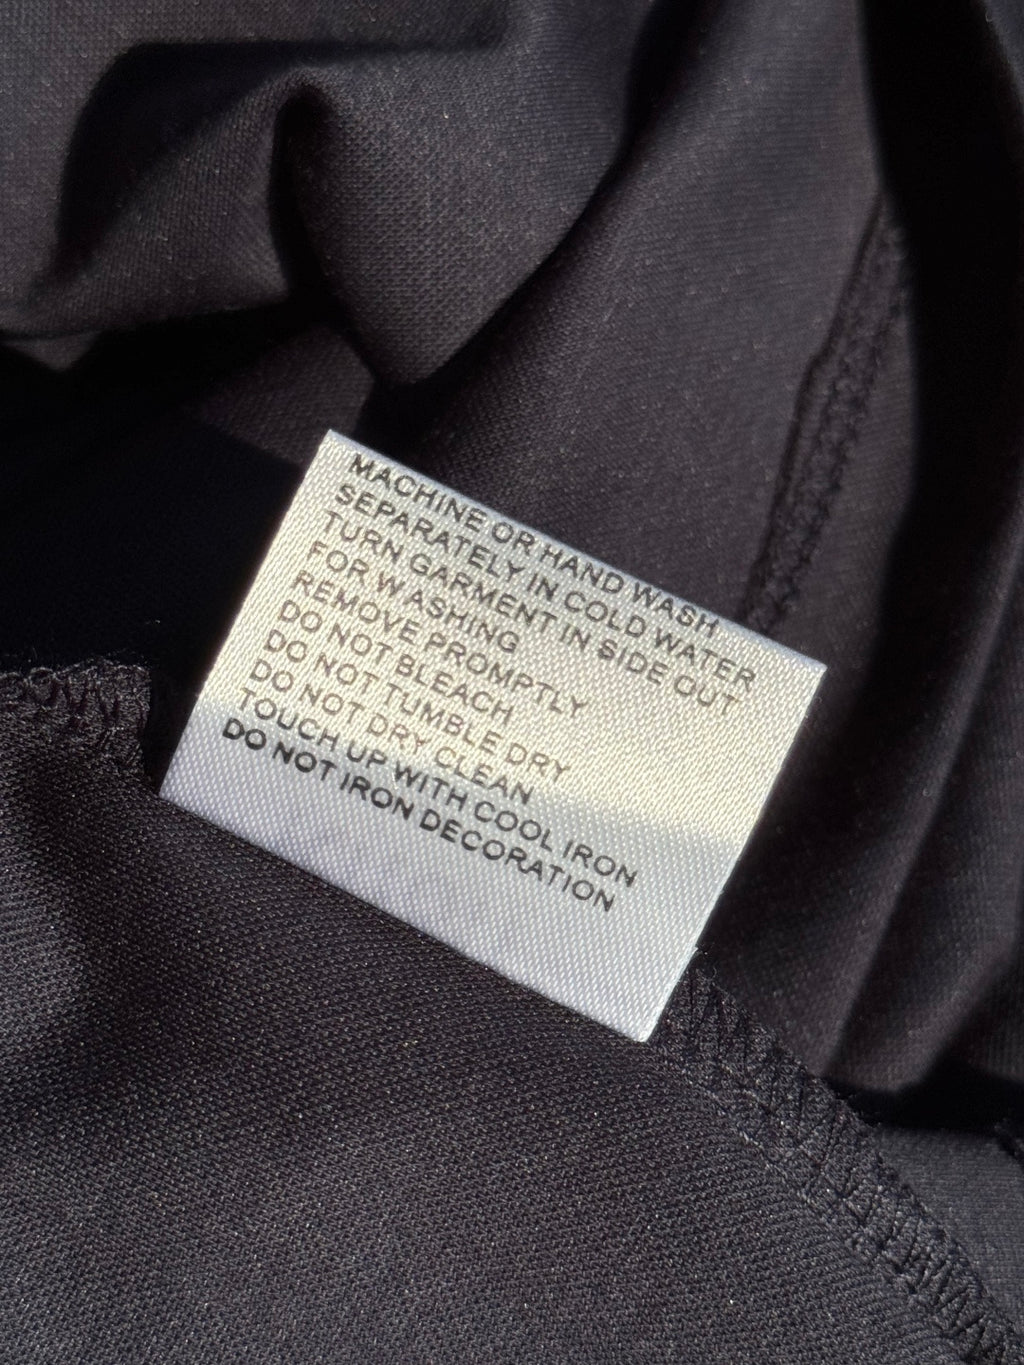 MACHINE OR HAND WASH
SEPARATELY IN COLD WATER
TURN GARMENT IN SIDE OUT
FOR WASHING
REMOVE PROMPTLY
DO NOT BLEACH
DO NOT TUMBLE DRY
DO NOT DRY CLEAN
TOUCH UP WITH COOL IRON
DO NOT IRON DECORATION